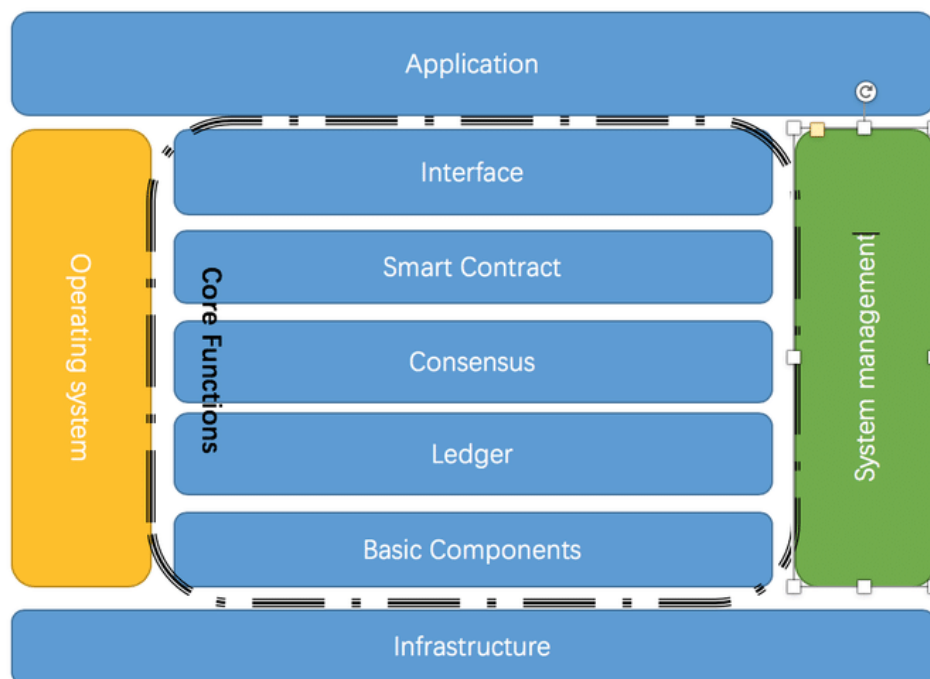 Application
Operating system
Core Functions
Interface
Smart Contract
Consensus
Ledger
Basic Components
System management
Infrastructure